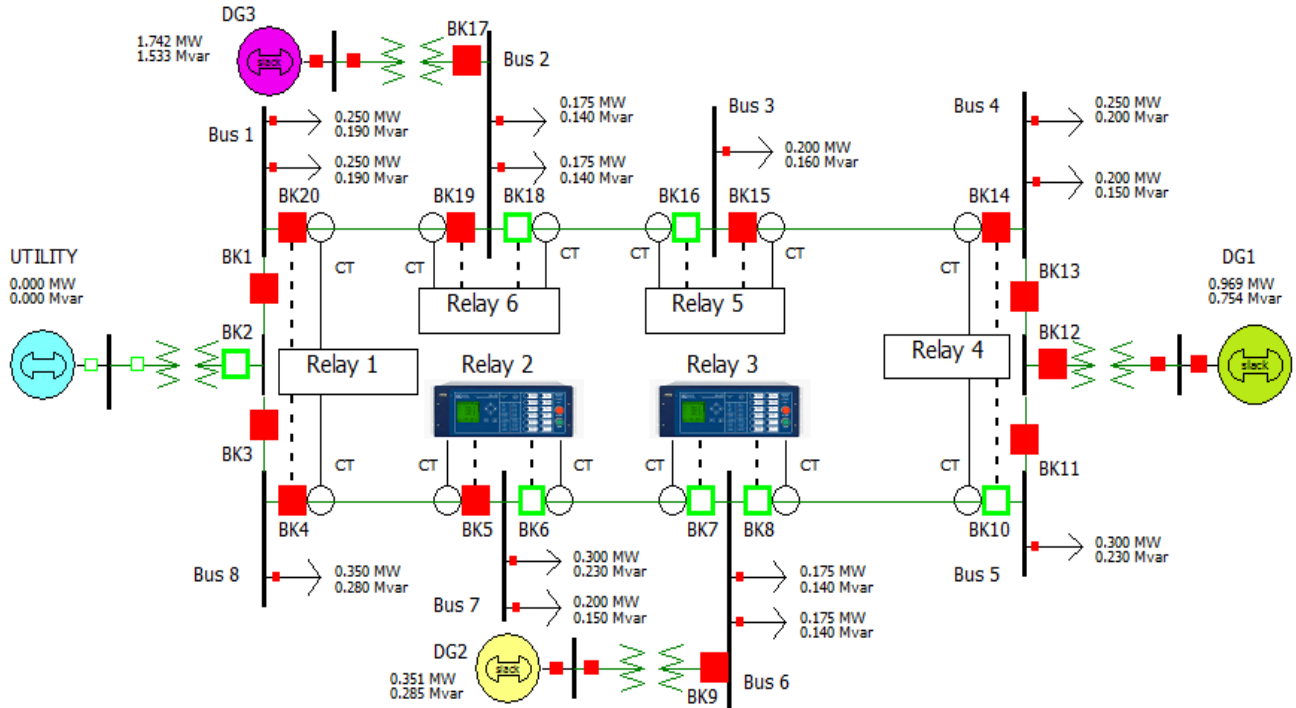 DG3
1.742 MW
1.533 Mvar
slack
BK17
Bus 2
0.175 MW
0.140 Mvar
0.175 MW
0.140 Mvar
Bus 1
0.250 MW
0.190 Mvar
0.250 MW
0.190 Mvar
Bus 3
0.200 MW
0.160 Mvar
Bus 4
0.250 MW
0.200 Mvar
0.200 MW
0.150 Mvar
BK20
BK19
BK18
BK16
BK15
BK14
CT
CT
CT
CT
CT
CT
UTILITY
0.000 MW
0.000 Mvar
BK1
BK2
BK3
Relay 6
Relay 5
Relay 1
Relay 2
Relay 3
Relay 4
BK13
BK12
BK11
DG1
0.969 MW
0.754 Mvar
slack
CT
CT
CT
CT
CT
CT
BK4
BK5
BK6
BK7
BK8
BK10
Bus 8
0.350 MW
0.280 Mvar
Bus 7
0.300 MW
0.230 Mvar
0.200 MW
0.150 Mvar
0.175 MW
0.140 Mvar
0.175 MW
0.140 Mvar
Bus 5
0.300 MW
0.230 Mvar
DG2
0.351 MW
0.285 Mvar
slack
BK9
Bus 6